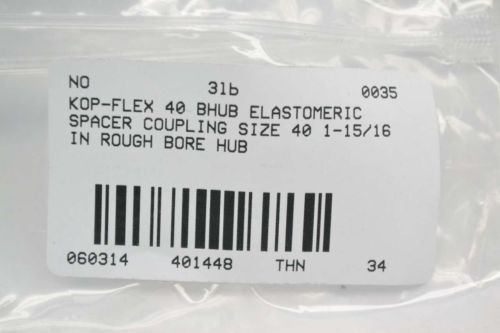 NO 31b 0035
KOP-FLEX 40 BHUB ELASTOMERIC
SPACER COUPLING SIZE 40 1-15/16
IN ROUGH BORE HUB
060314 401448 THN 34